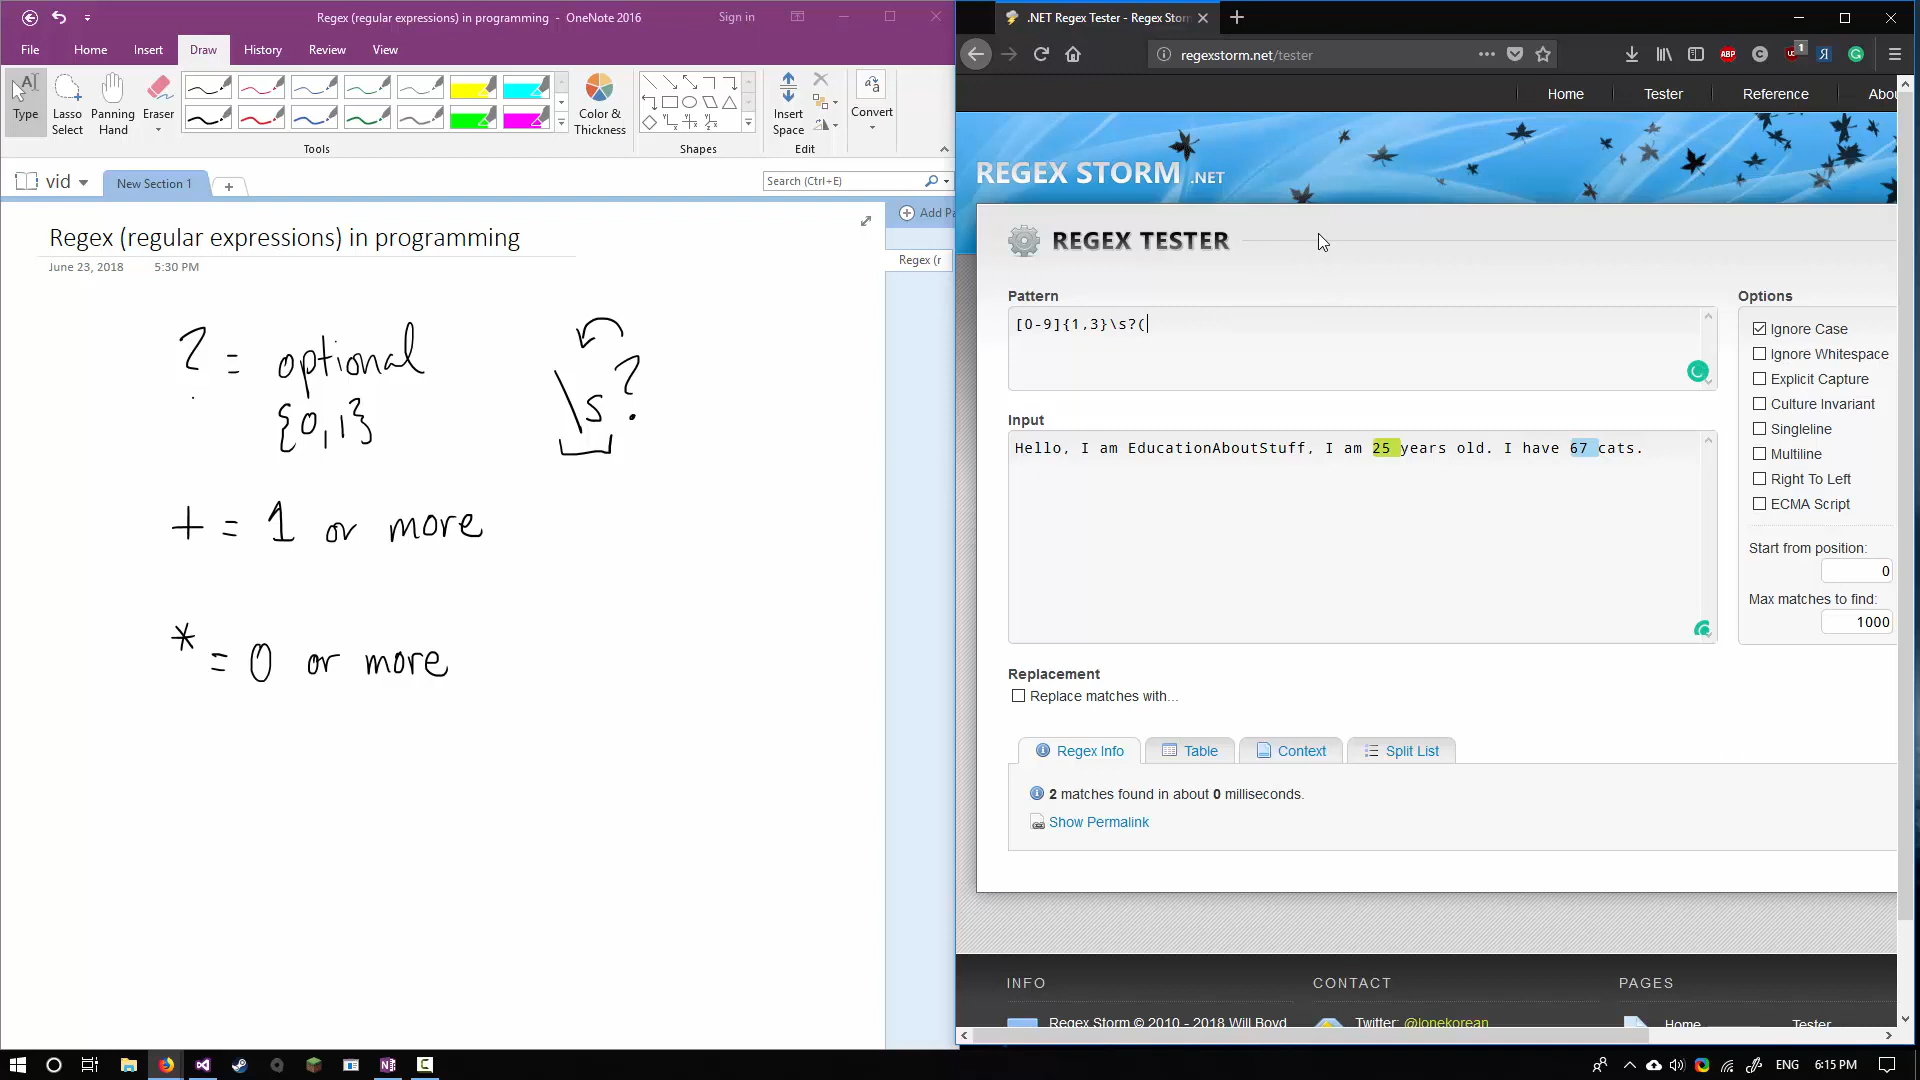 Regex (regular expressions) in programming - OneNote 2016
Sign in
File Home Insert Draw History Review View
Type
Lasso Select
Panning Hand
Eraser
Color & Thickness
Insert Space
Convert
Tools
Shapes
Edit
vid
New Section 1
Search (Ctrl+E)
Add Pa
Regex (r
Regex (regular expressions) in programming
June 23, 2018 5:30 PM
? = optional
{0,1}
\s?
+ = 1 or more
* = 0 or more
.NET Regex Tester - Regex Storm
regexstorm.net/tester
ABP
1
Home Tester Reference Abou
REGEX STORM .NET
REGEX TESTER
Pattern
[0-9]{1,3}\s?(
Input
Hello, I am EducationAboutStuff, I am 25 years old. I have 67 cats.
Options
Ignore Case
Ignore Whitespace
Explicit Capture
Culture Invariant
Singleline
Multiline
Right To Left
ECMA Script
Start from position:
0
Max matches to find:
1000
Replacement
Replace matches with...
Regex Info Table Context Split List
2 matches found in about 0 milliseconds.
Show Permalink
INFO CONTACT PAGES
Regex Storm © 2010 - 2018 Will Boyd
Twitter: @lonekorean
Home Tester
ENG 6:15 PM